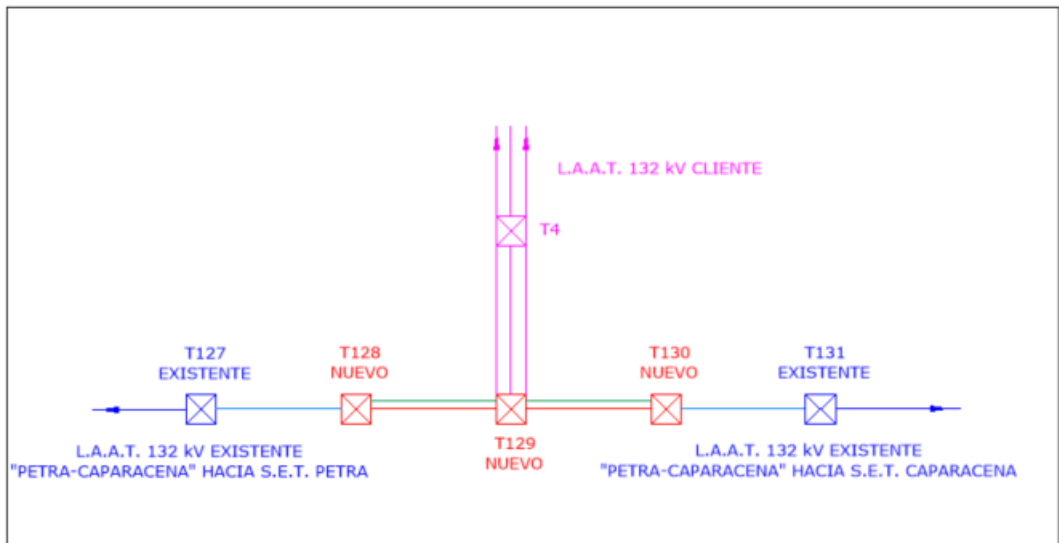 L.A.A.T. 132 kV CLIENTE
T4
T127
EXISTENTE
T128
NUEVO
T130
NUEVO
T131
EXISTENTE
T129
NUEVO
L.A.A.T. 132 kV EXISTENTE
"PETRA-CAPARACENA" HACIA S.E.T. PETRA
L.A.A.T. 132 kV EXISTENTE
"PETRA-CAPARACENA" HACIA S.E.T. CAPARACENA